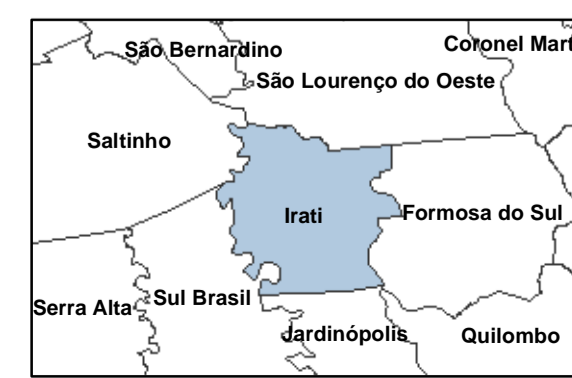 São Bernardino
Coronel Mart
São Lourenço do Oeste
Saltinho
Irati
Formosa do Sul
Serra Alta
Sul Brasil
Jardinópolis
Quilombo